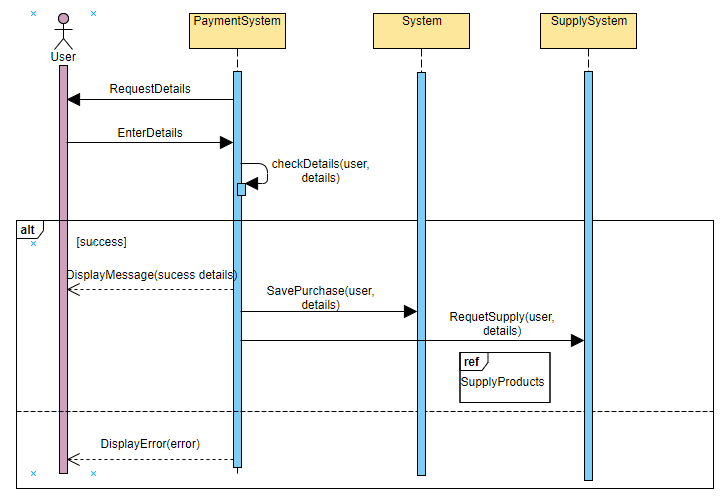 User
PaymentSystem
System
SupplySystem
RequestDetails
EnterDetails
checkDetails(user,
details)
alt
[success]
DisplayMessage(sucess details)
SavePurchase(user,
details)
RequetSupply(user,
details)
ref
SupplyProducts
DisplayError(error)